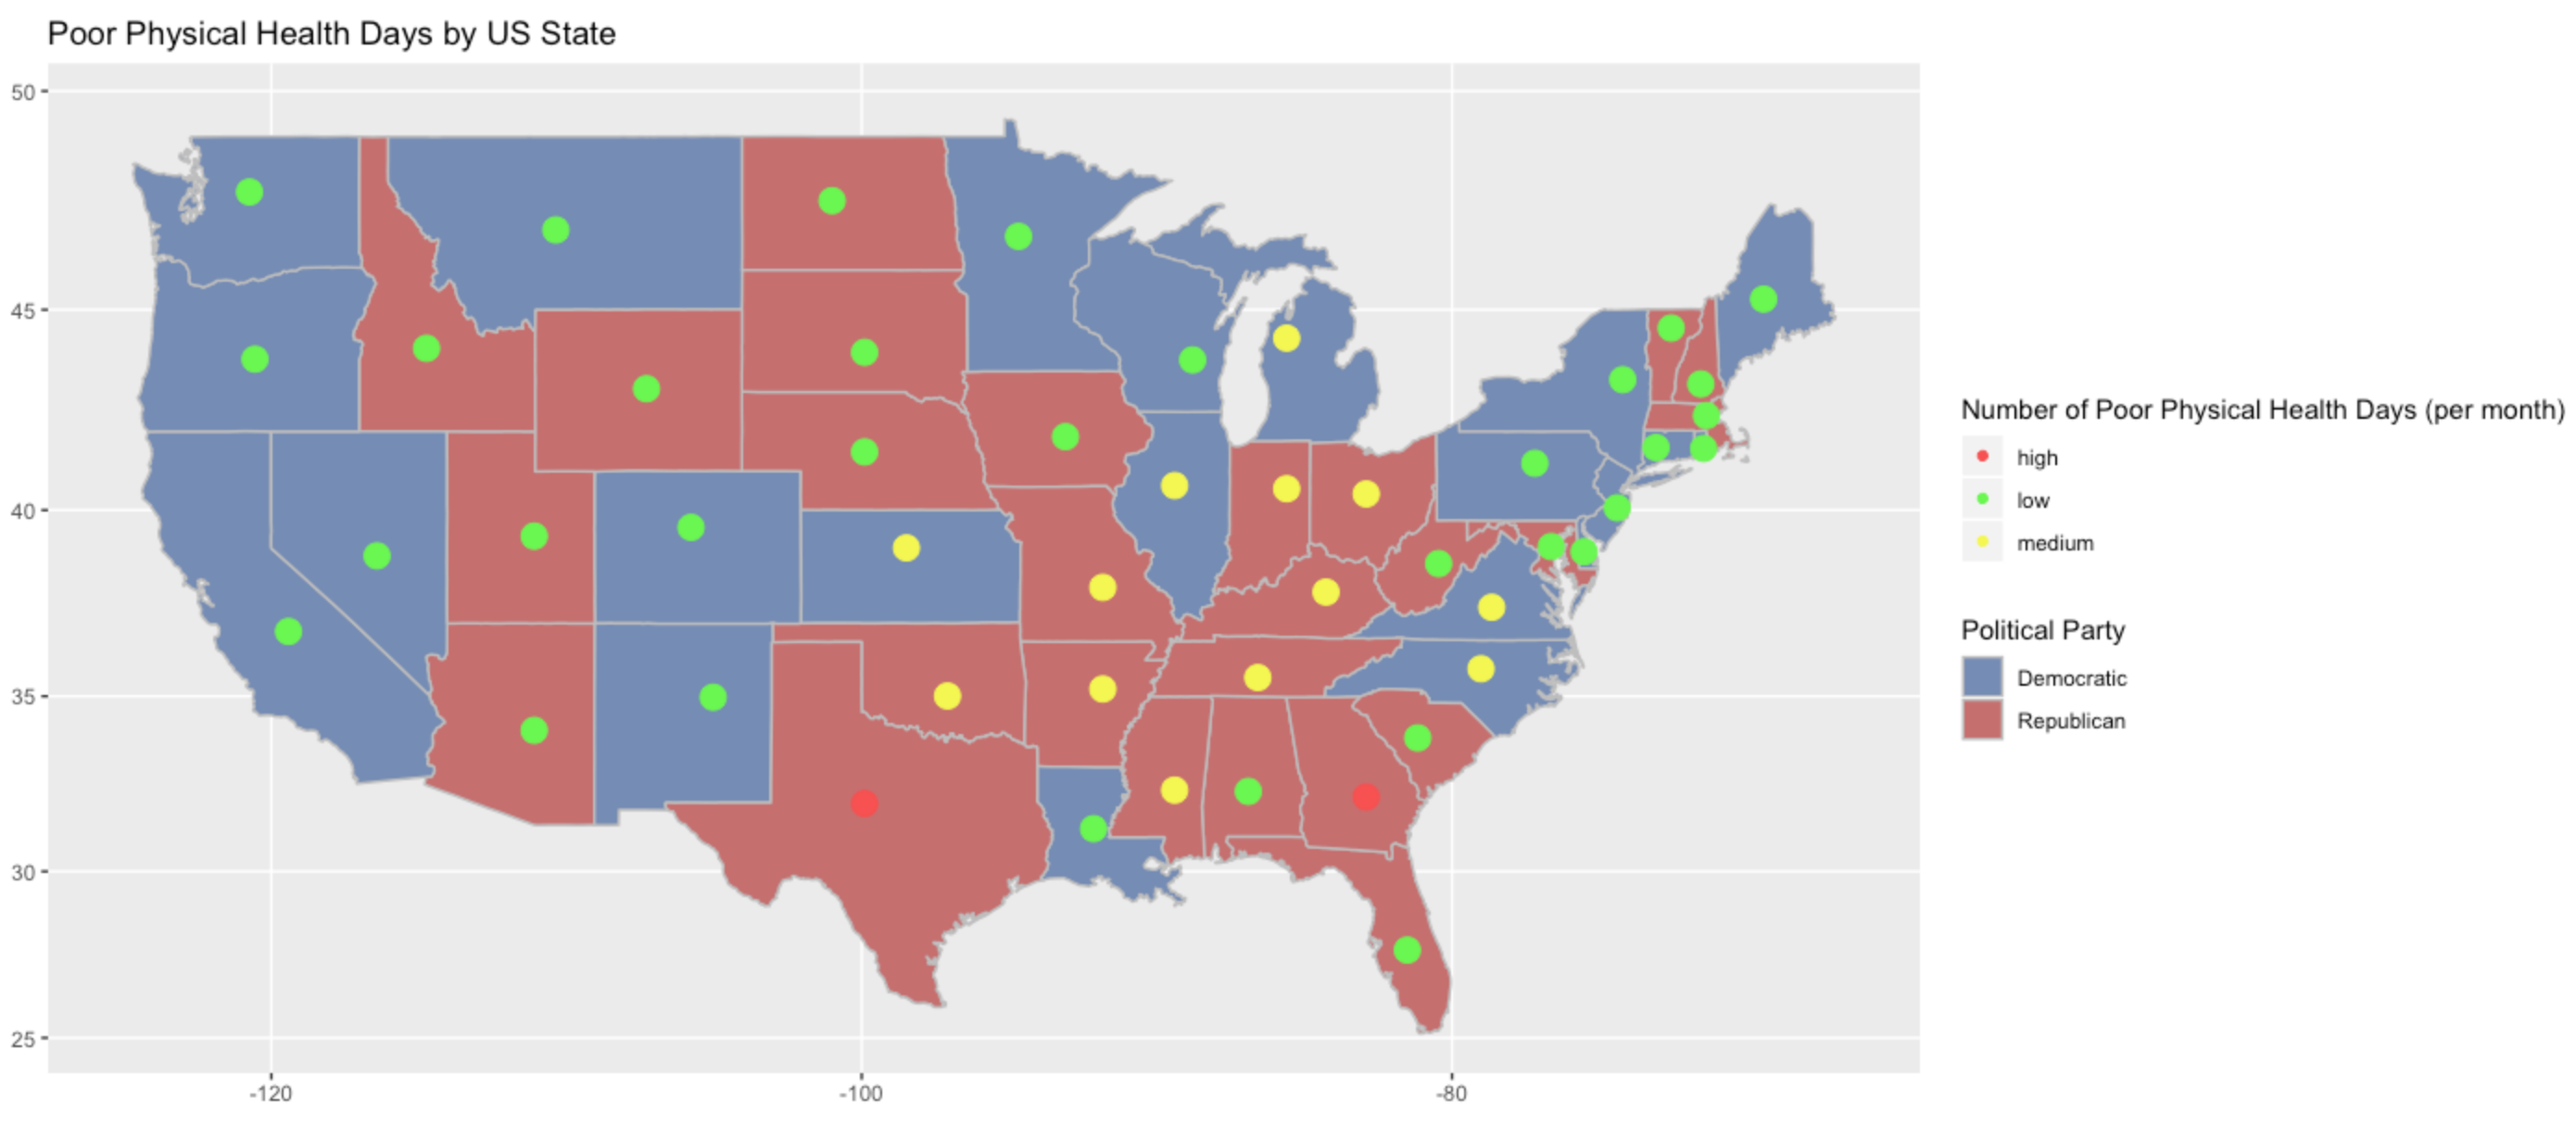 Poor Physical Health Days by US State
50
45
40
35
30
25
-120
-100
-80
Number of Poor Physical Health Days (per month)
high
low
medium
Political Party
Democratic
Republican